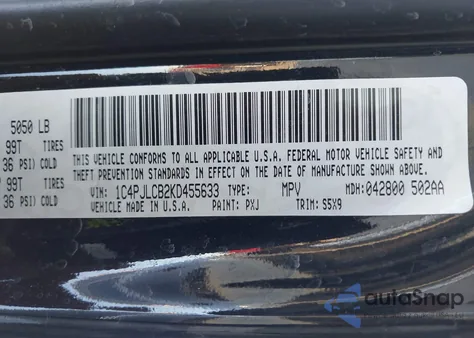 5050 LB
99T TIRES
36 PSI) COLD
99T TIRES
36 PSI) COLD
THIS VEHICLE CONFORMS TO ALL APPLICABLE U.S.A. FEDERAL MOTOR VEHICLE SAFETY AND
THEFT PREVENTION STANDARDS IN EFFECT ON THE DATE OF MANUFACTURE SHOWN ABOVE.
VIN: 1C4PJLCB2KD455633 TYPE: MPV MDH: 042800 502AA
VEHICLE MADE IN U.S.A. PAINT: PXJ TRIM: S5X9
autoSnap